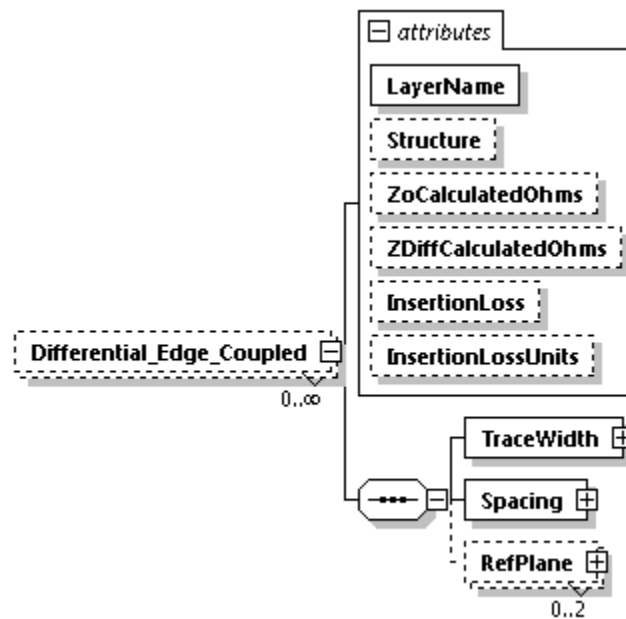 attributes
LayerName
Structure
ZoCalculatedOhms
ZDiffCalculatedOhms
InsertionLoss
InsertionLossUnits
Differential_Edge_Coupled
0..∞
TraceWidth
Spacing
RefPlane
0..2